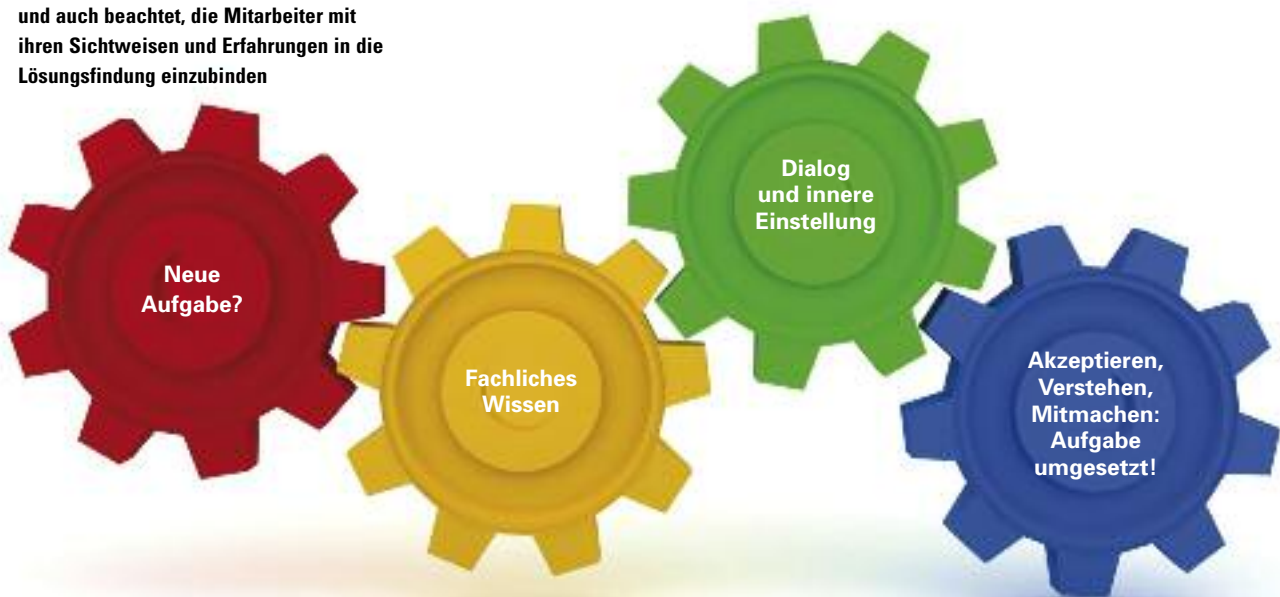 und auch beachtet, die Mitarbeiter mit
ihren Sichtweisen und Erfahrungen in die
Lösungsfindung einzubinden
Neue
Aufgabe?
Fachliches
Wissen
Dialog
und innere
Einstellung
Akzeptieren,
Verstehen,
Mitmachen:
Aufgabe
umgesetzt!